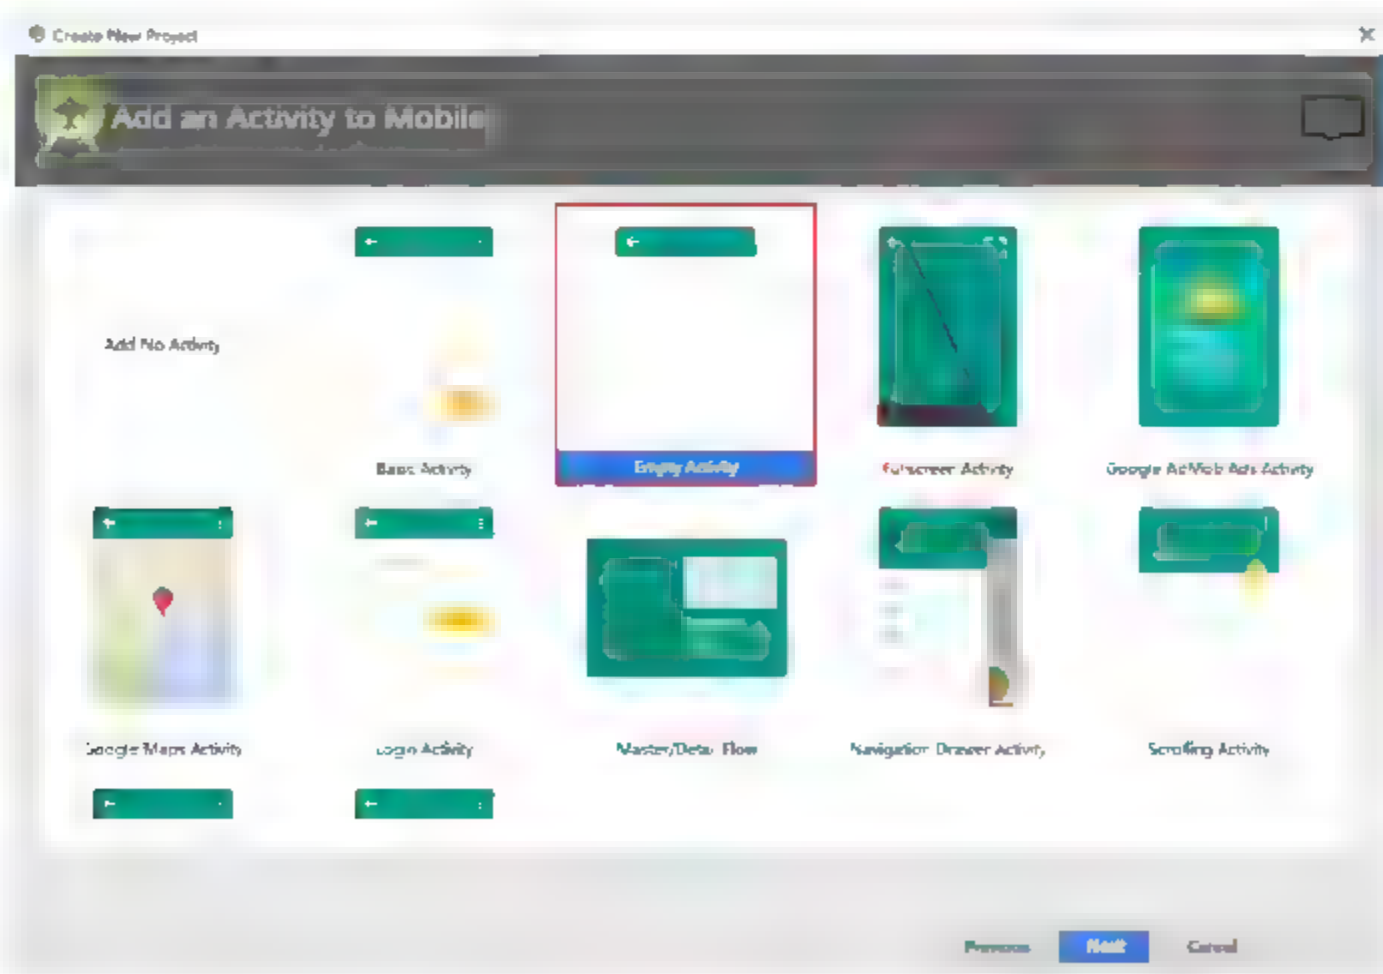 Create New Project
Add an Activity to Mobile
Add No Activity
Basic Activity
Empty Activity
Fullscreen Activity
Google AdMob Ads Activity
Google Maps Activity
Login Activity
Master/Detail Flow
Navigation Drawer Activity
Scrolling Activity
Previous
Next
Cancel